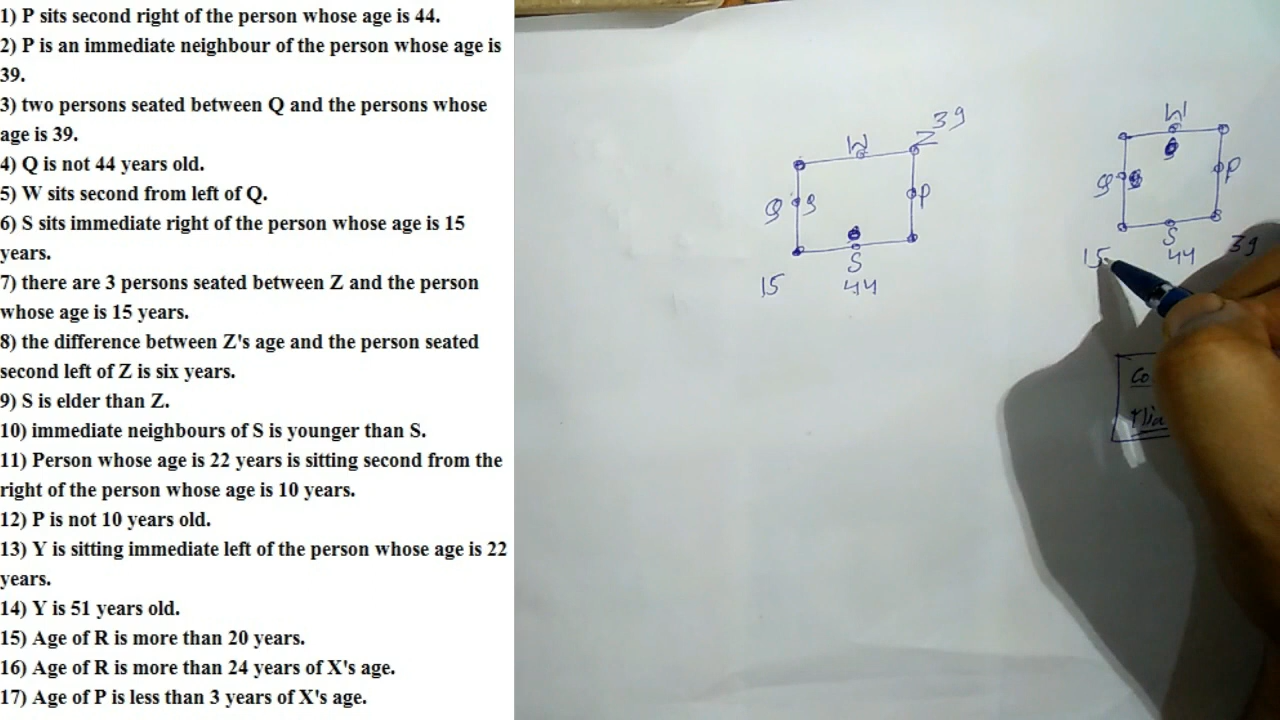 1) P sits second right of the person whose age is 44.
2) P is an immediate neighbour of the person whose age is
39.
3) two persons seated between Q and the persons whose
age is 39.
4) Q is not 44 years old.
5) W sits second from left of Q.
6) S sits immediate right of the person whose age is 15
years.
7) there are 3 persons seated between Z and the person
whose age is 15 years.
8) the difference between Z's age and the person seated
second left of Z is six years.
9) S is elder than Z.
10) immediate neighbours of S is younger than S.
11) Person whose age is 22 years is sitting second from the
right of the person whose age is 10 years.
12) P is not 10 years old.
13) Y is sitting immediate left of the person whose age is 22
years.
14) Y is 51 years old.
15) Age of R is more than 20 years.
16) Age of R is more than 24 years of X's age.
17) Age of P is less than 3 years of X's age.
W Z 39
Q P
S
15 44
W
Q P
S
15 44 39